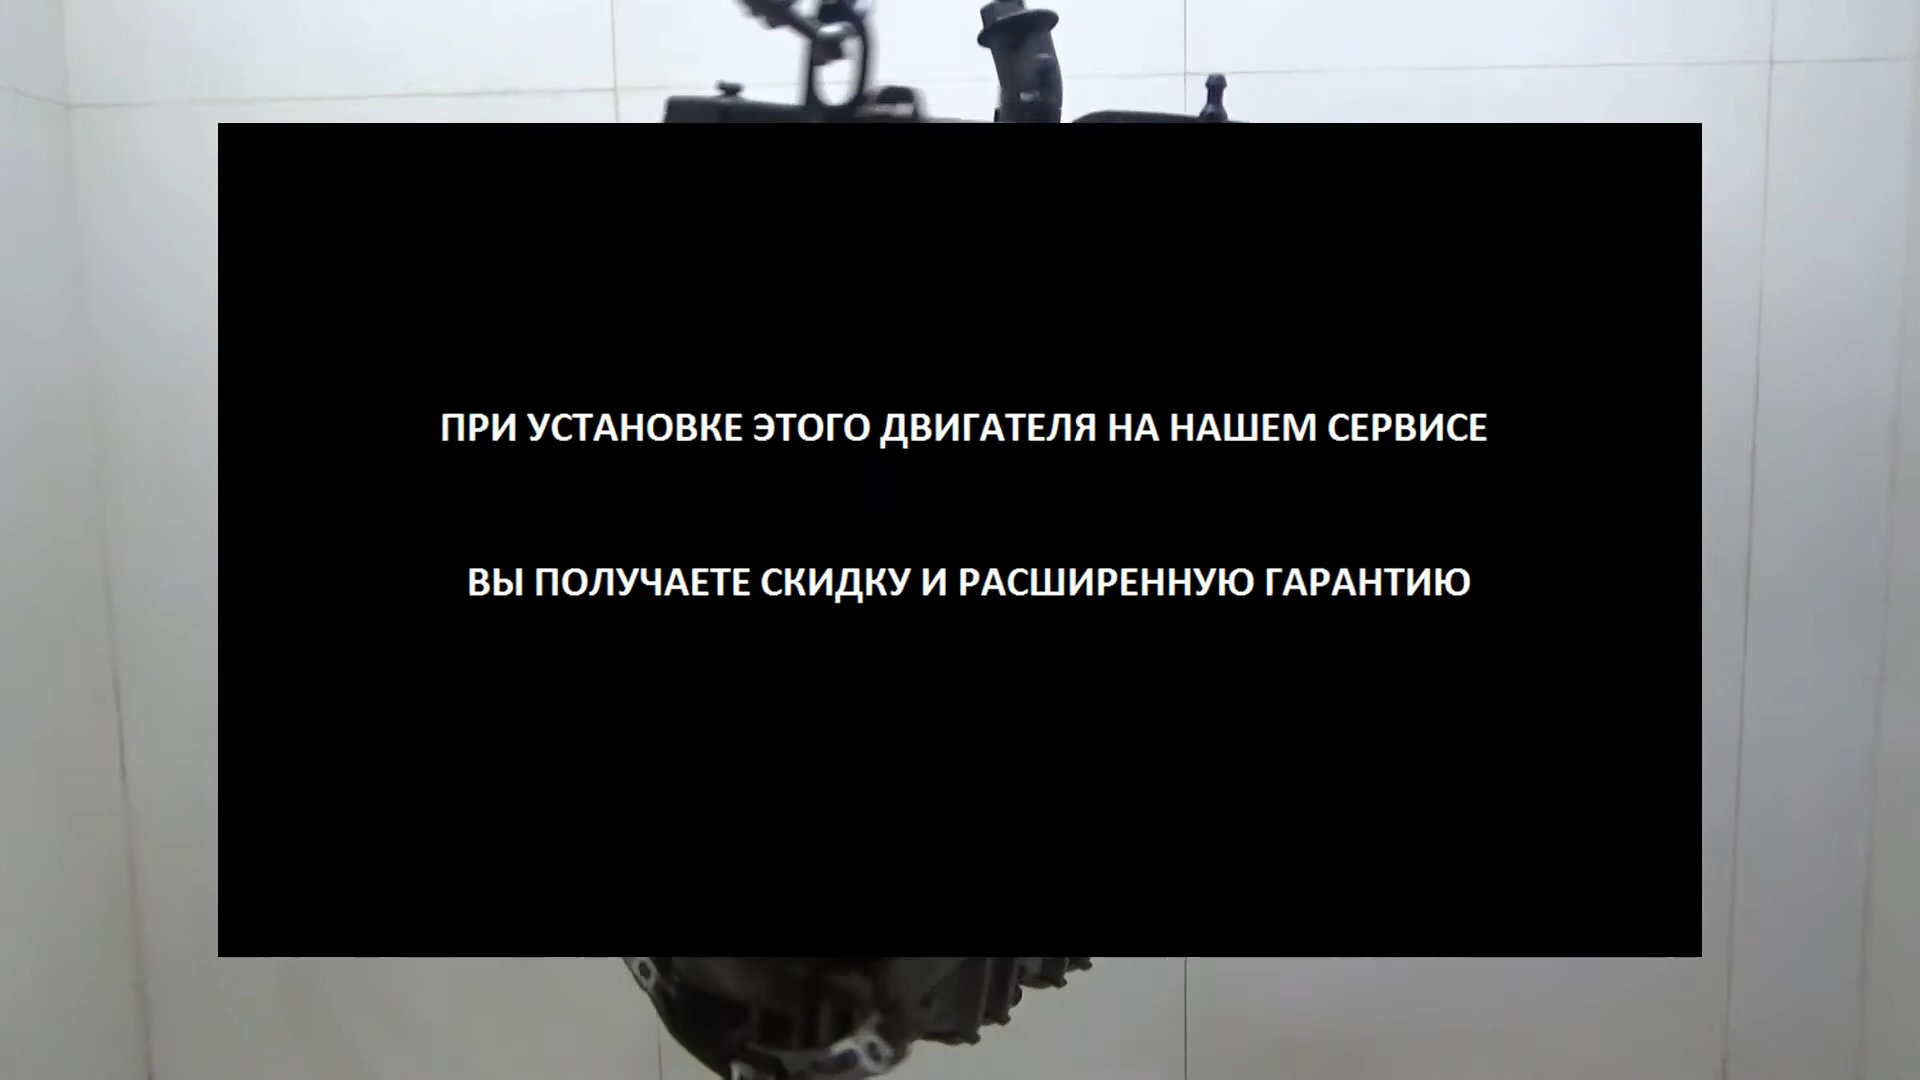 ПРИ УСТАНОВКЕ ЭТОГО ДВИГАТЕЛЯ НА НАШЕМ СЕРВИСЕ
ВЫ ПОЛУЧАЕТЕ СКИДКУ И РАСШИРЕННУЮ ГАРАНТИЮ